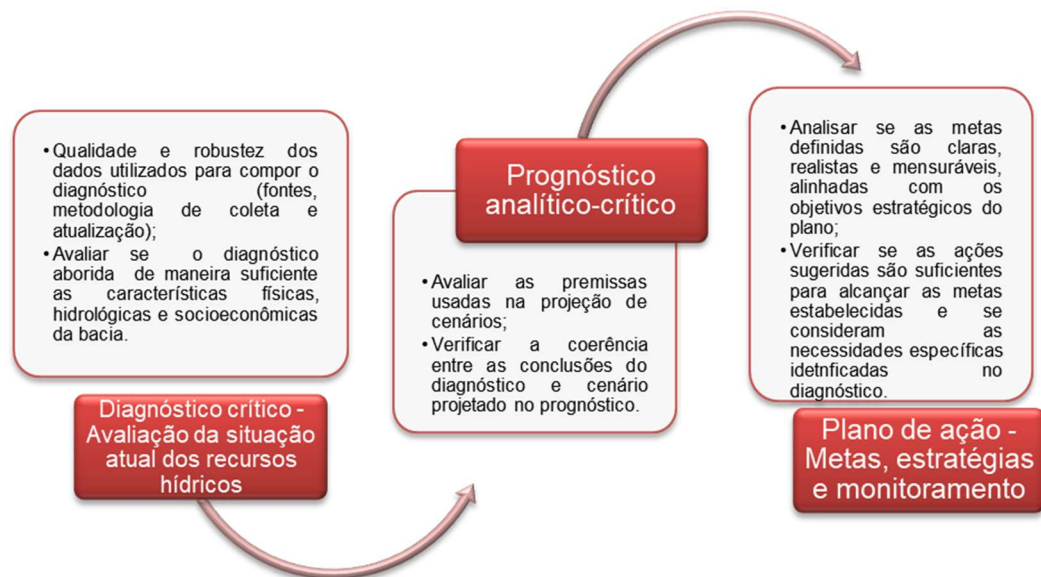 •Qualidade e robustez dos
dados utilizados para compor o
diagnóstico (fontes,
metodologia de coleta e
atualização);
•Avaliar se o diagnóstico
aborida de maneira suficiente
as características físicas,
hidrológicas e socioeconômicas
da bacia.
Diagnóstico crítico -
Avaliação da situação
atual dos recursos
hídricos
Prognóstico
analítico-crítico
•Avaliar as premissas
usadas na projeção de
cenários;
•Verificar a coerência
entre as conclusões do
diagnóstico e cenário
projetado no prognóstico.
•Analisar se as metas
definidas são claras,
realistas e mensuráveis,
alinhadas com os
objetivos estratégicos do
plano;
•Verificar se as ações
sugeridas são suficientes
para alcançar as metas
estabelecidas e se
consideram as
necessidades específicas
idetnficadas no
diagnóstico.
Plano de ação -
Metas, estratégias
e monitoramento